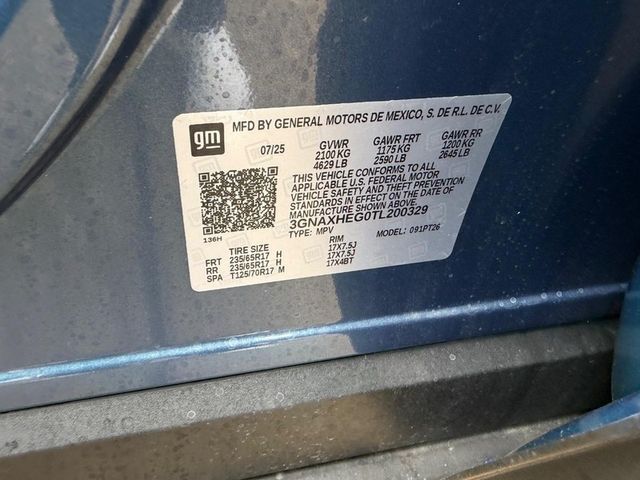 gm
MFD BY GENERAL MOTORS DE MEXICO, S. DE R.L. DE C.V.
07/25 GVWR GAWR FRT GAWR RR
2100 KG 1175 KG 1200 KG
4629 LB 2590 LB 2645 LB
THIS VEHICLE CONFORMS TO ALL
APPLICABLE U.S. FEDERAL MOTOR
VEHICLE SAFETY AND THEFT PREVENTION
STANDARDS IN EFFECT ON THE DATE OF
MANUFACTURE SHOWN ABOVE.
3GNAXHEG0TL200329
TYPE: MPV MODEL: 091PT26
136H
TIRE SIZE RIM
FRT 235/65R17 H 17X7.5J
RR 235/65R17 H 17X7.5J
SPA T125/70R17 M 17X4BT